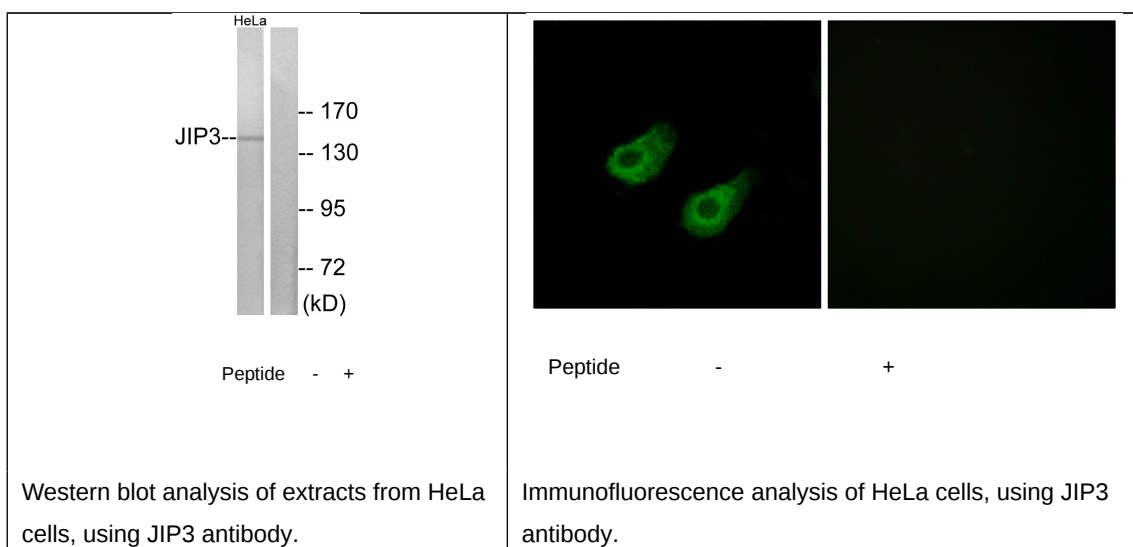 HeLa
-- 170
JIP3--
-- 130
-- 95
-- 72
(kD)
Peptide - +
Peptide - +
Western blot analysis of extracts from HeLa
cells, using JIP3 antibody.
Immunofluorescence analysis of HeLa cells, using JIP3
antibody.